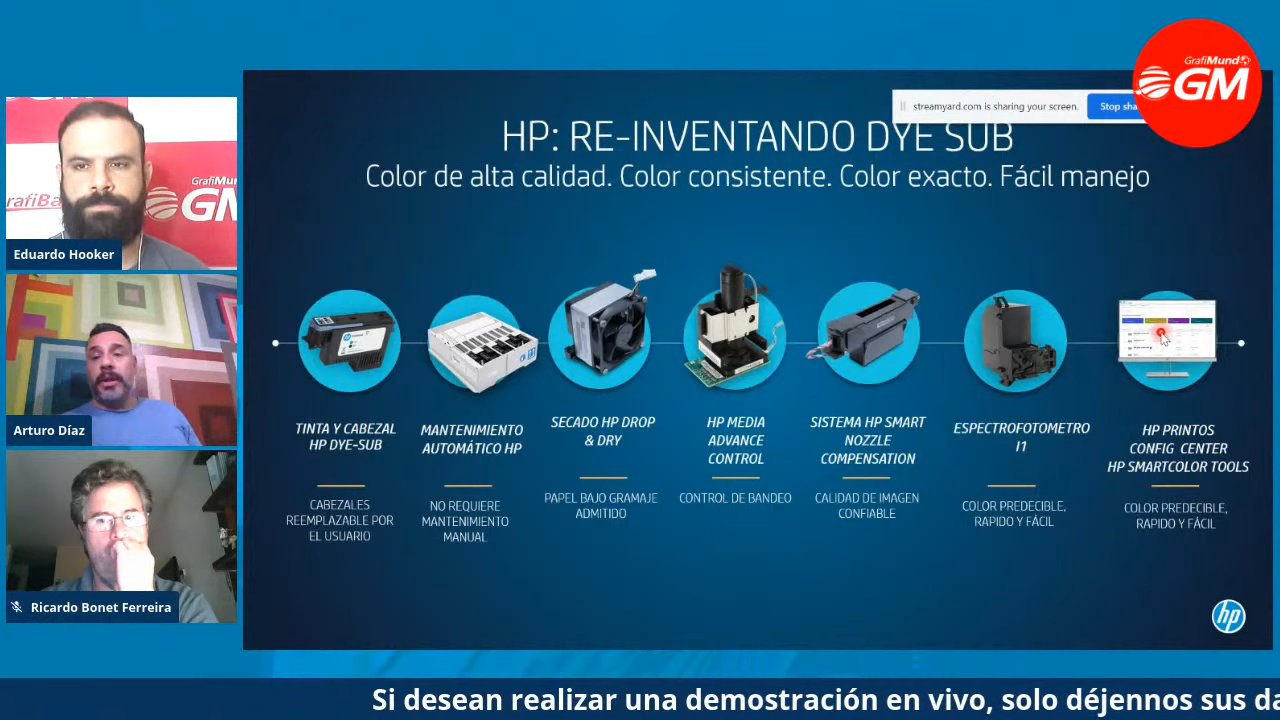 GrafiMundo
GM
streamyard.com is sharing your screen.
Stop sha
HP: RE-INVENTANDO DYE SUB
Color de alta calidad. Color consistente. Color exacto. Fácil manejo
GrafiMun
rafiBa
GM
Eduardo Hooker
Arturo Díaz
Ricardo Bonet Ferreira
TINTA Y CABEZAL
HP DYE-SUB
CABEZALES
REEMPLAZABLE POR
EL USUARIO
MANTENIMIENTO
AUTOMÁTICO HP
NO REQUIERE
MANTENIMIENTO
MANUAL
SECADO HP DROP
& DRY
PAPEL BAJO GRAMAJE
ADMITIDO
HP MEDIA
ADVANCE
CONTROL
CONTROL DE BANDEO
SISTEMA HP SMART
NOZZLE
COMPENSATION
CALIDAD DE IMAGEN
CONFIABLE
ESPECTROFOTOMETRO
I1
COLOR PREDECIBLE,
RAPIDO Y FÁCIL
HP PRINTOS
CONFIG CENTER
HP SMARTCOLOR TOOLS
COLOR PREDECIBLE,
RAPIDO Y FÁCIL
hp
Si desean realizar una demostración en vivo, solo déjennos sus da